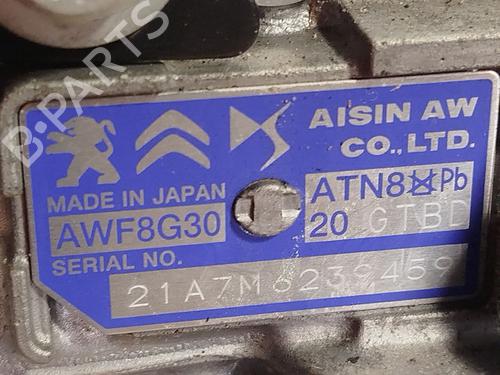 AISIN AW
CO.,LTD.
MADE IN JAPAN
AWF8G30
ATN8 Pb
20 GTBD
SERIAL NO.
21A7M6239459
B-PARTS